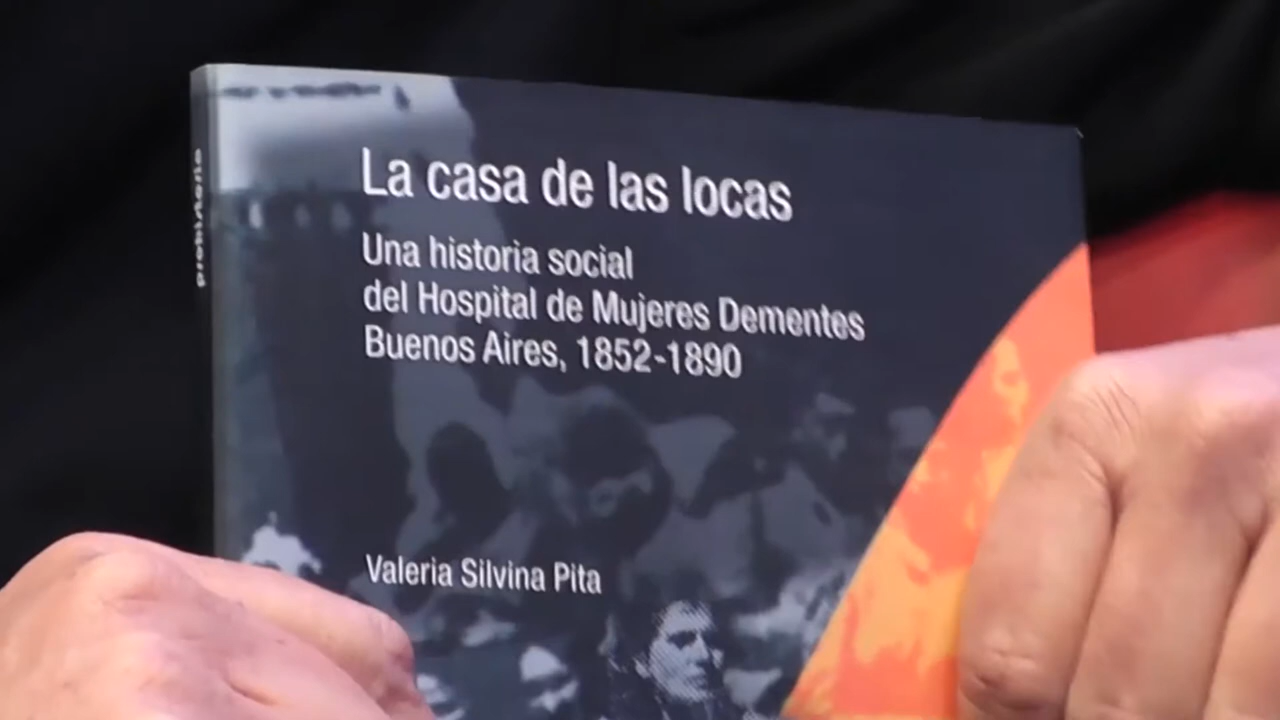 La casa de las locas
Una historia social
del Hospital de Mujeres Dementes
Buenos Aires, 1852-1890
Valeria Silvina Pita
prohistoria